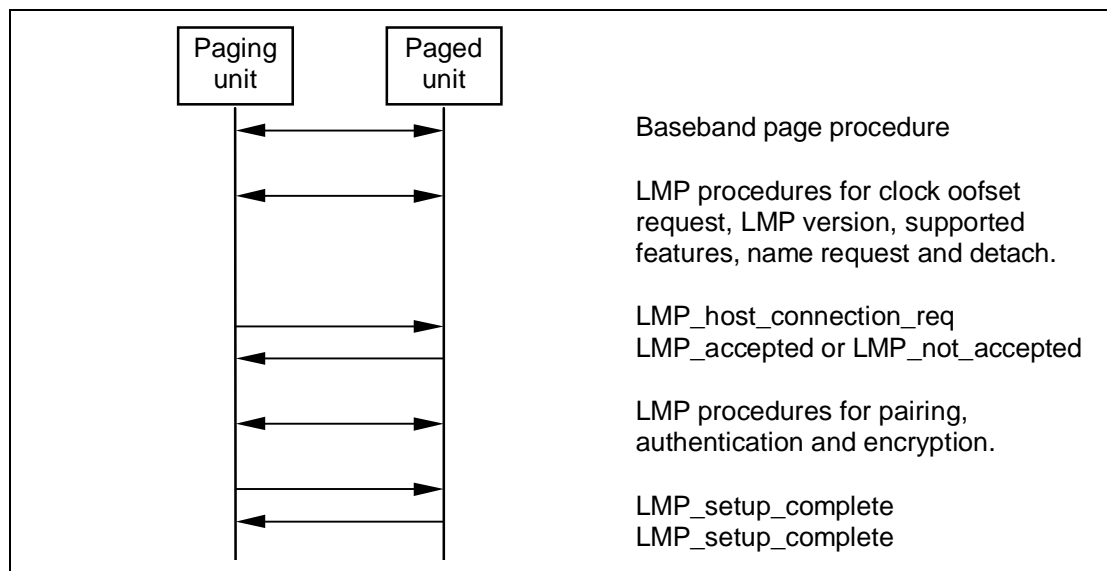 Paging
unit
Paged
unit
Baseband page procedure
LMP procedures for clock oofset
request, LMP version, supported
features, name request and detach.
LMP_host_connection_req
LMP_accepted or LMP_not_accepted
LMP procedures for pairing,
authentication and encryption.
LMP_setup_complete
LMP_setup_complete